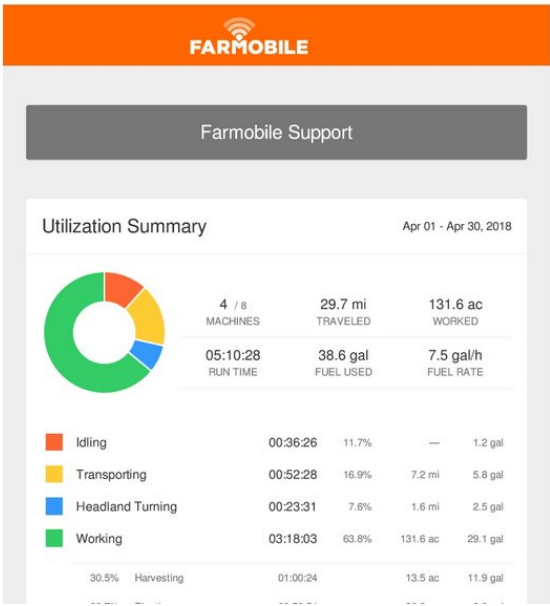 FARMOBILE
Farmobile Support
Utilization Summary Apr 01 - Apr 30, 2018
4 / 8 29.7 mi 131.6 ac
MACHINES TRAVELED WORKED
05:10:28 38.6 gal 7.5 gal/h
RUN TIME FUEL USED FUEL RATE
Idling 00:36:26 11.7% — 1.2 gal
Transporting 00:52:28 16.9% 7.2 mi 5.8 gal
Headland Turning 00:23:31 7.6% 1.6 mi 2.5 gal
Working 03:18:03 63.8% 131.6 ac 29.1 gal
30.5% Harvesting 01:00:24 13.5 ac 11.9 gal